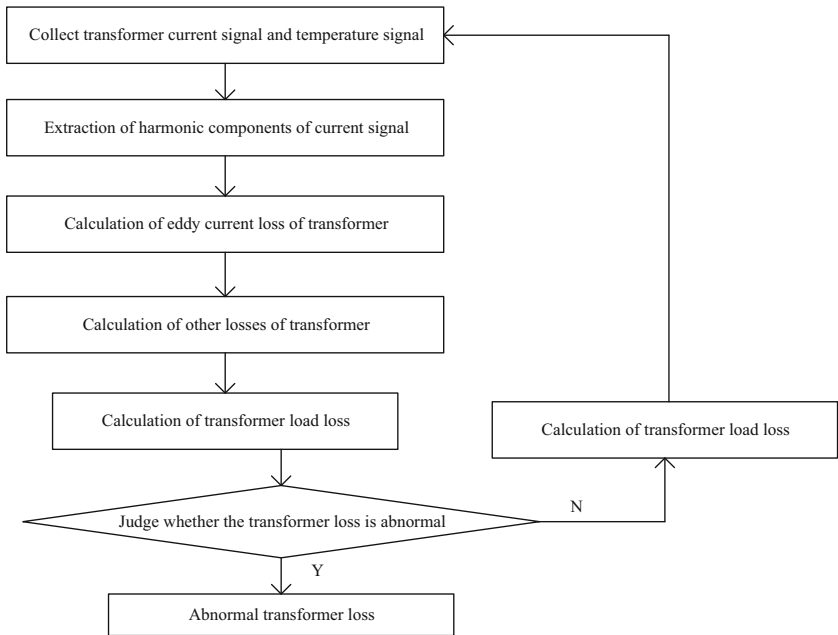 Collect transformer current signal and temperature signal
Extraction of harmonic components of current signal
Calculation of eddy current loss of transformer
Calculation of other losses of transformer
Calculation of transformer load loss
Calculation of transformer load loss
Judge whether the transformer loss is abnormal
N
Y
Abnormal transformer loss